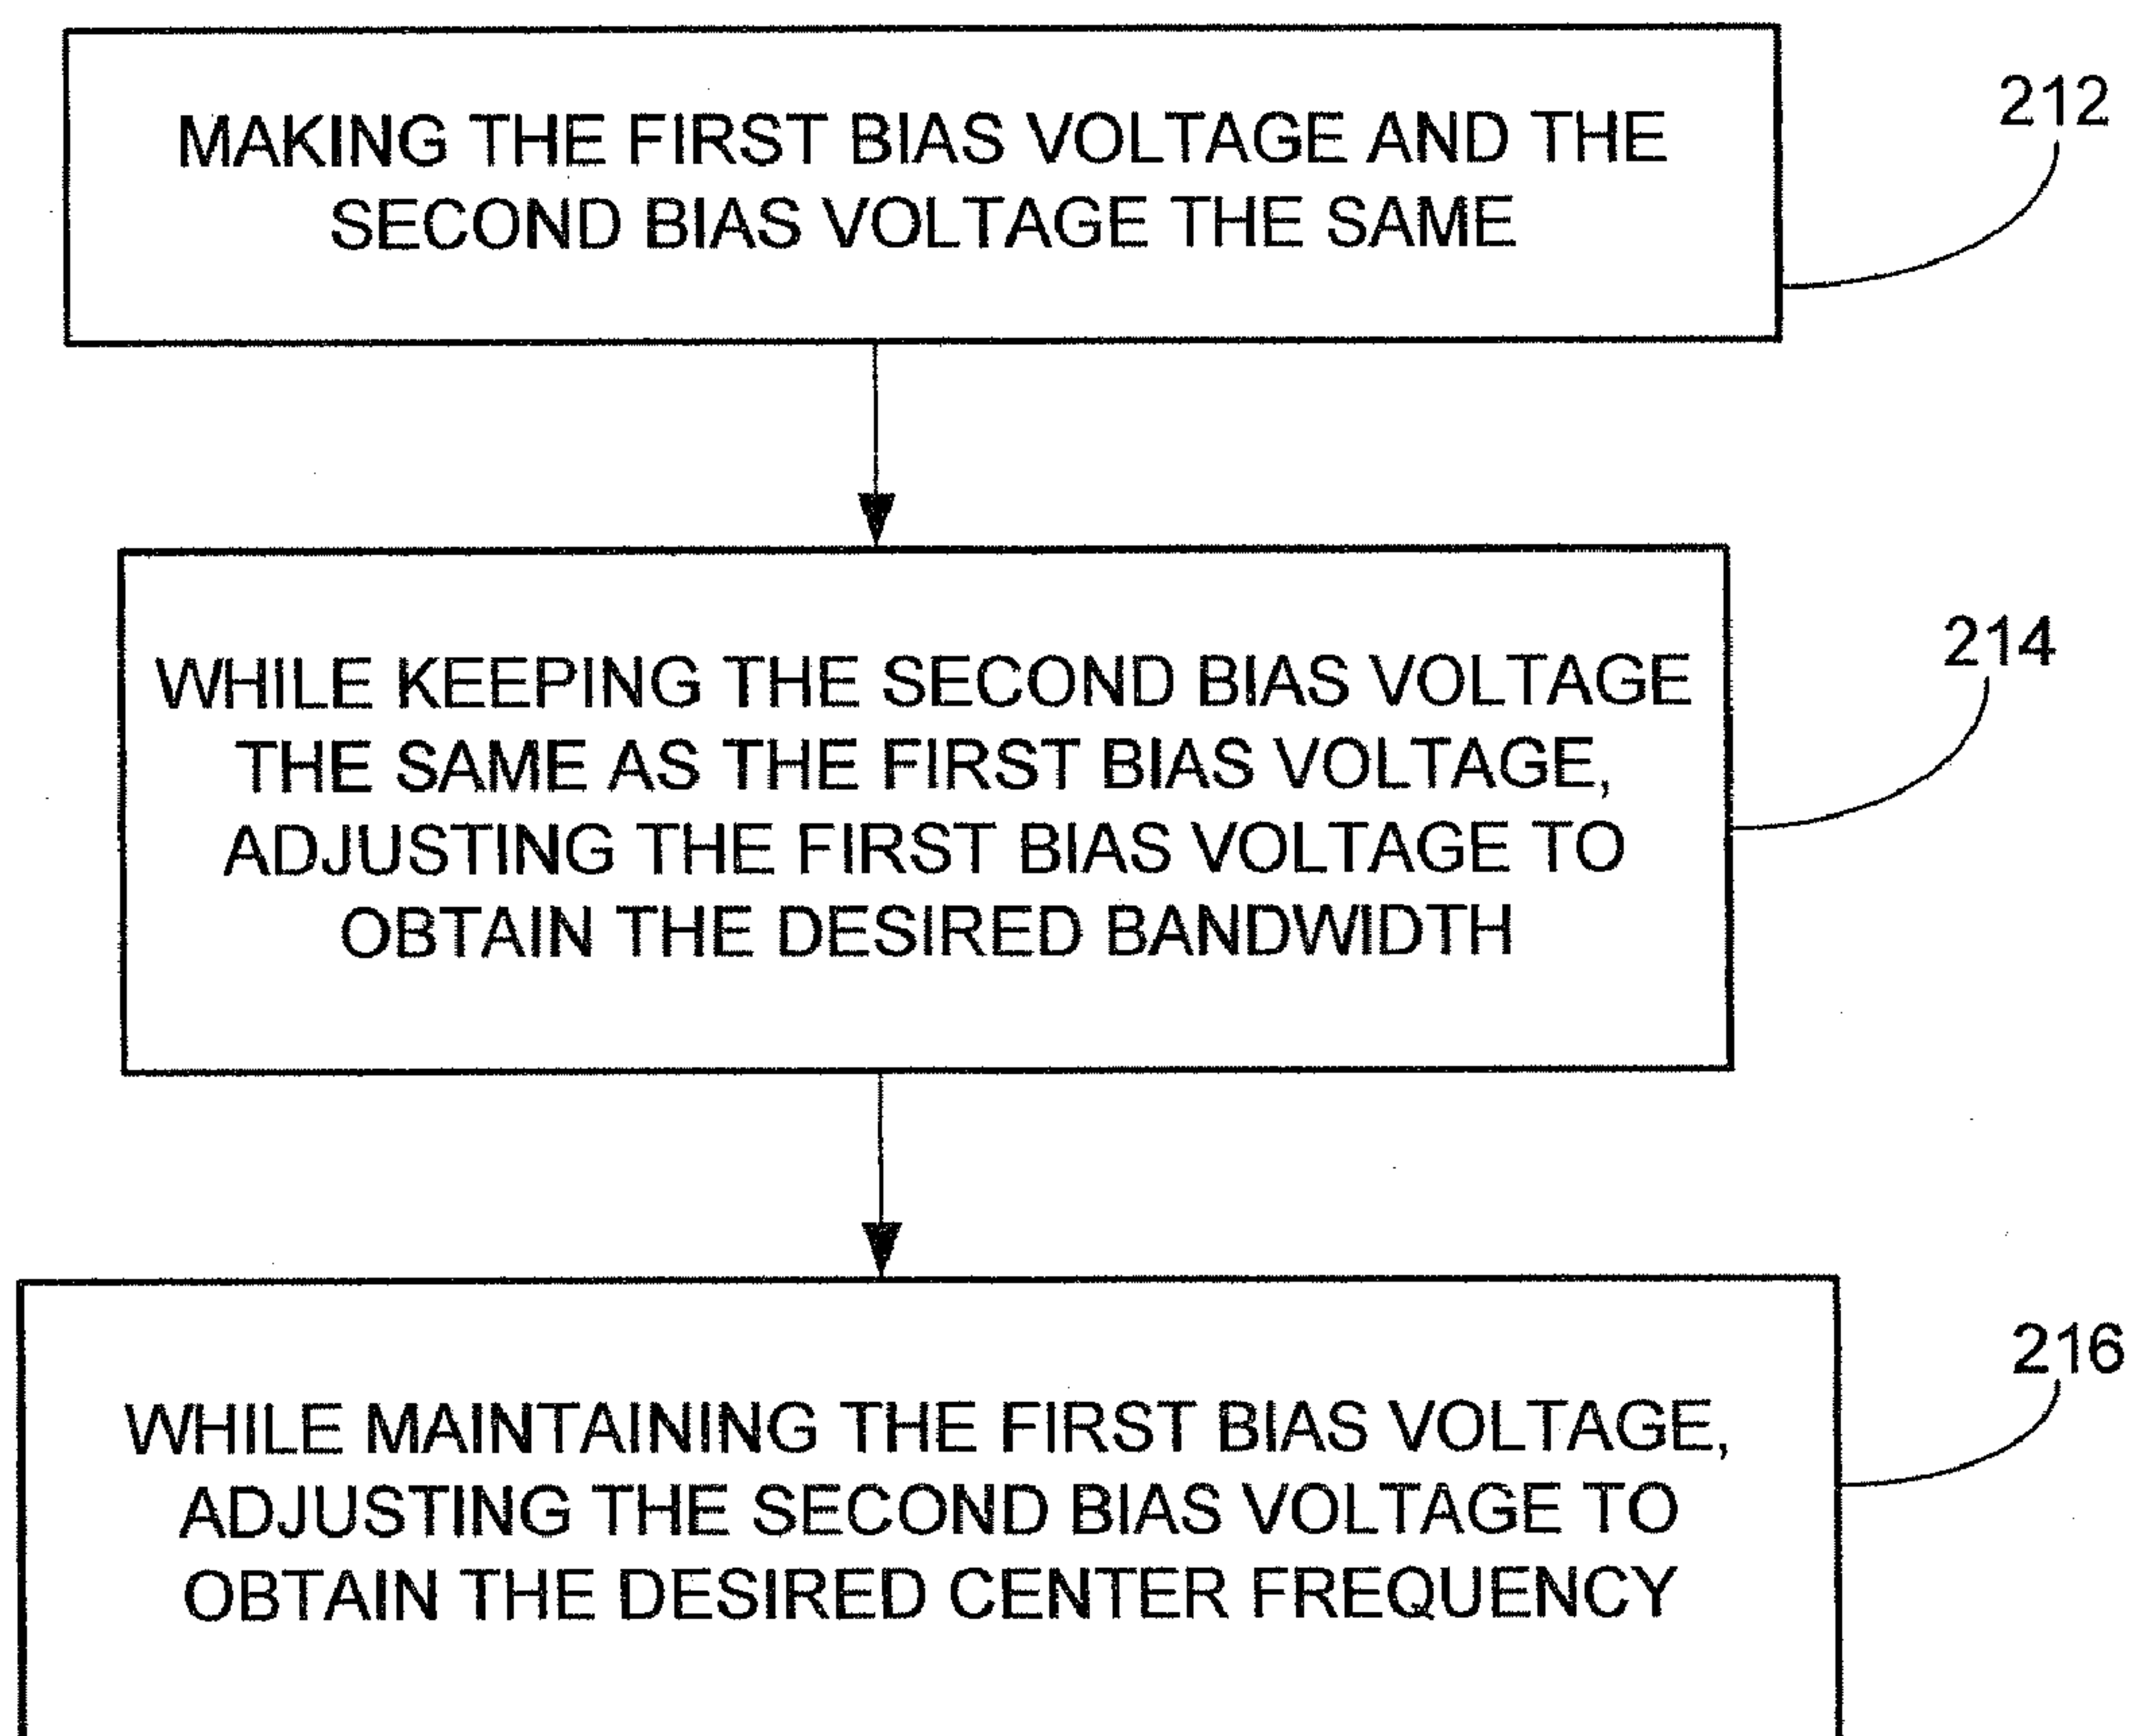 MAKING THE FIRST BIAS VOLTAGE AND THE
SECOND BIAS VOLTAGE THE SAME
212
WHILE KEEPING THE SECOND BIAS VOLTAGE
THE SAME AS THE FIRST BIAS VOLTAGE,
ADJUSTING THE FIRST BIAS VOLTAGE TO
OBTAIN THE DESIRED BANDWIDTH
214
WHILE MAINTAINING THE FIRST BIAS VOLTAGE,
ADJUSTING THE SECOND BIAS VOLTAGE TO
OBTAIN THE DESIRED CENTER FREQUENCY
216